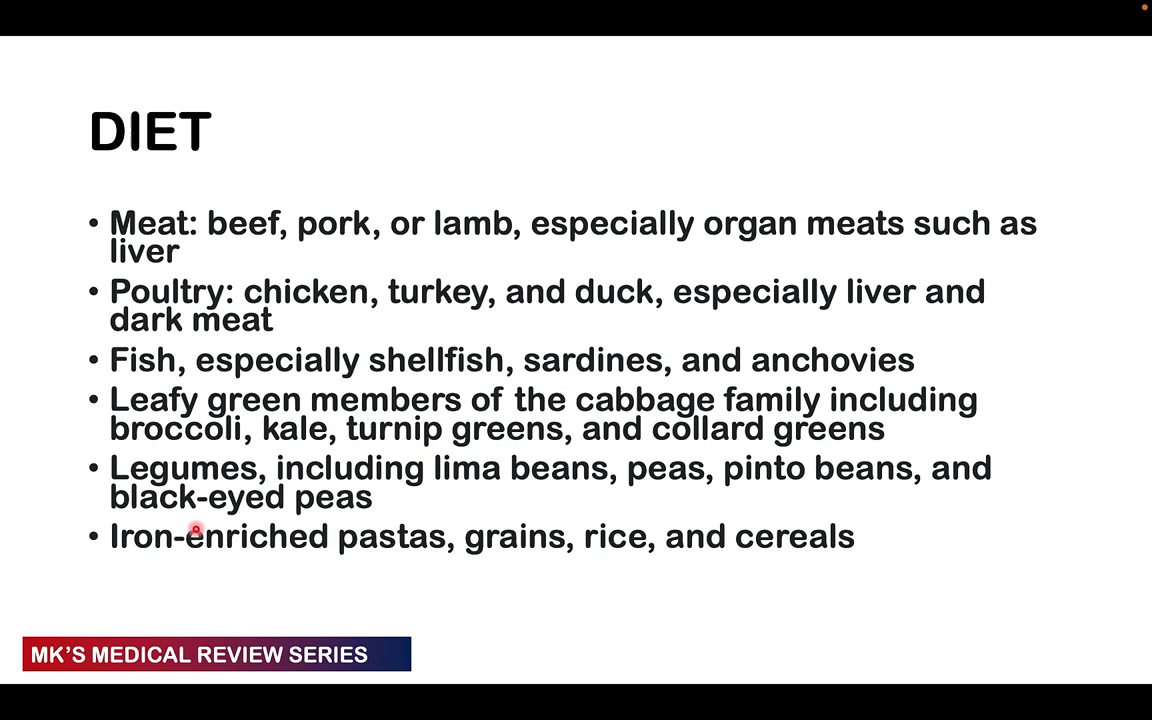 DIET
• Meat: beef, pork, or lamb, especially organ meats such as
liver
• Poultry: chicken, turkey, and duck, especially liver and
dark meat
• Fish, especially shellfish, sardines, and anchovies
• Leafy green members of the cabbage family including
broccoli, kale, turnip greens, and collard greens
• Legumes, including lima beans, peas, pinto beans, and
black-eyed peas
• Iron-enriched pastas, grains, rice, and cereals
MK'S MEDICAL REVIEW SERIES